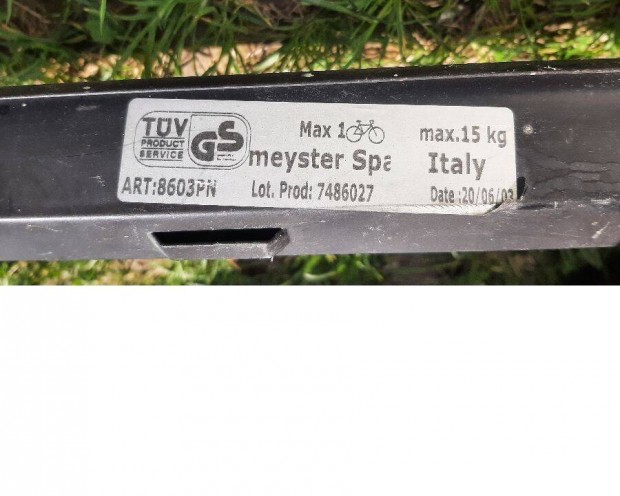 TÜV
PRODUCT
SERVICE
GS
Max 1 max.15 kg
meyster Spa Italy
ART:8603PN Lot. Prod: 7486027 Date :20/06/03